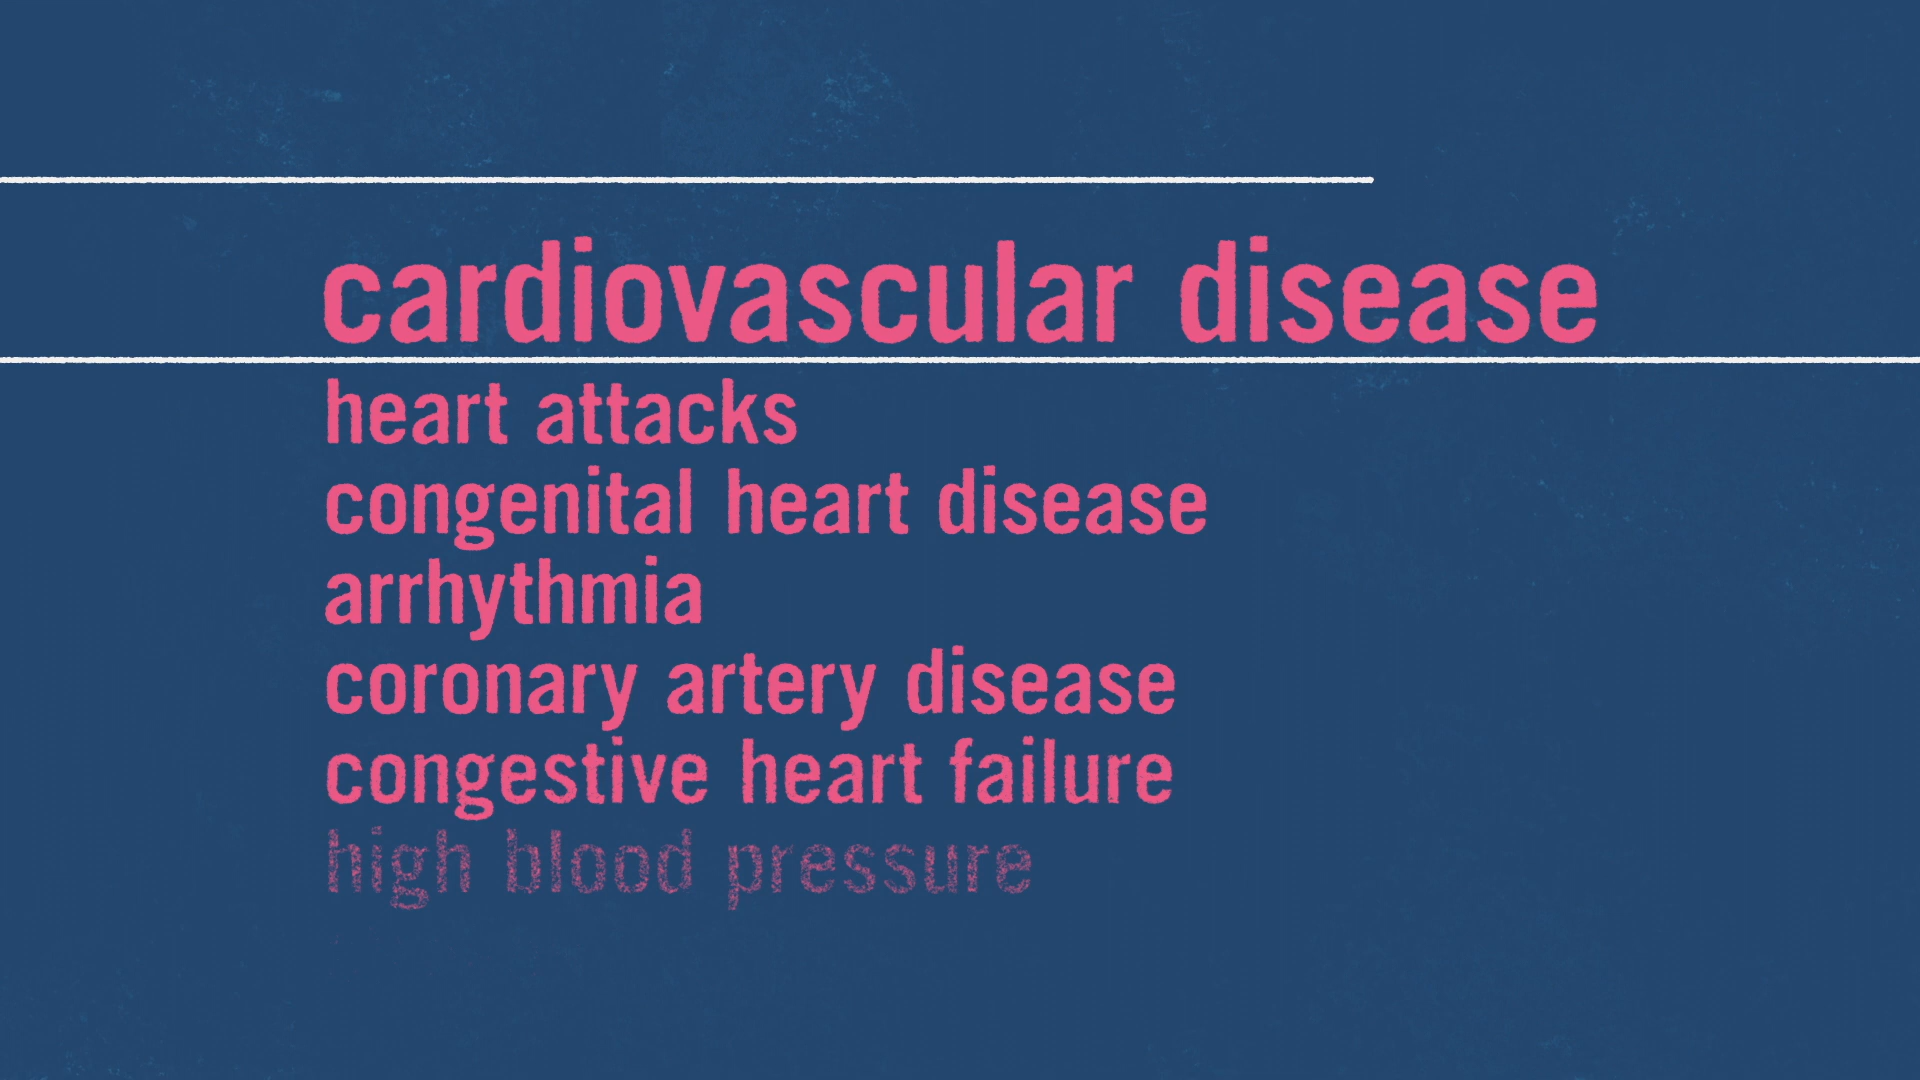 cardiovascular disease
heart attacks
congenital heart disease
arrhythmia
coronary artery disease
congestive heart failure
high blood pressure